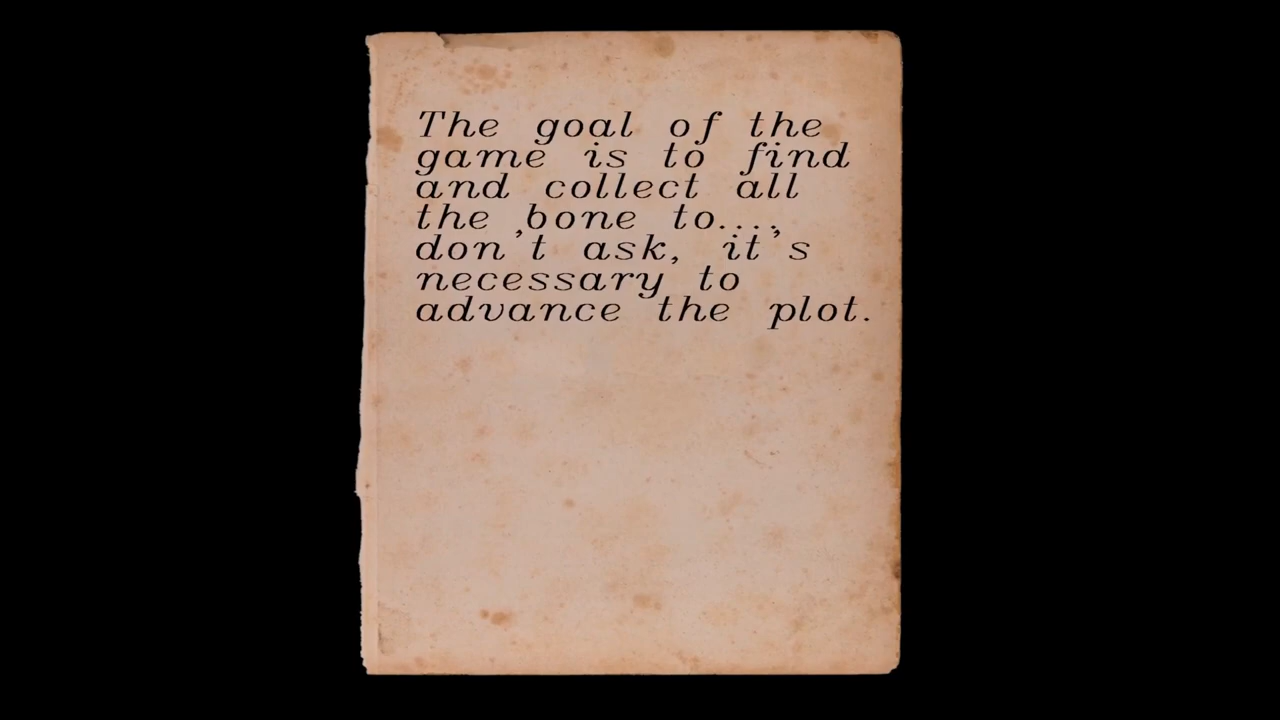 The goal of the
game is to find
and collect all
the bone to....,
don't ask, it's
necessary to
advance the plot.